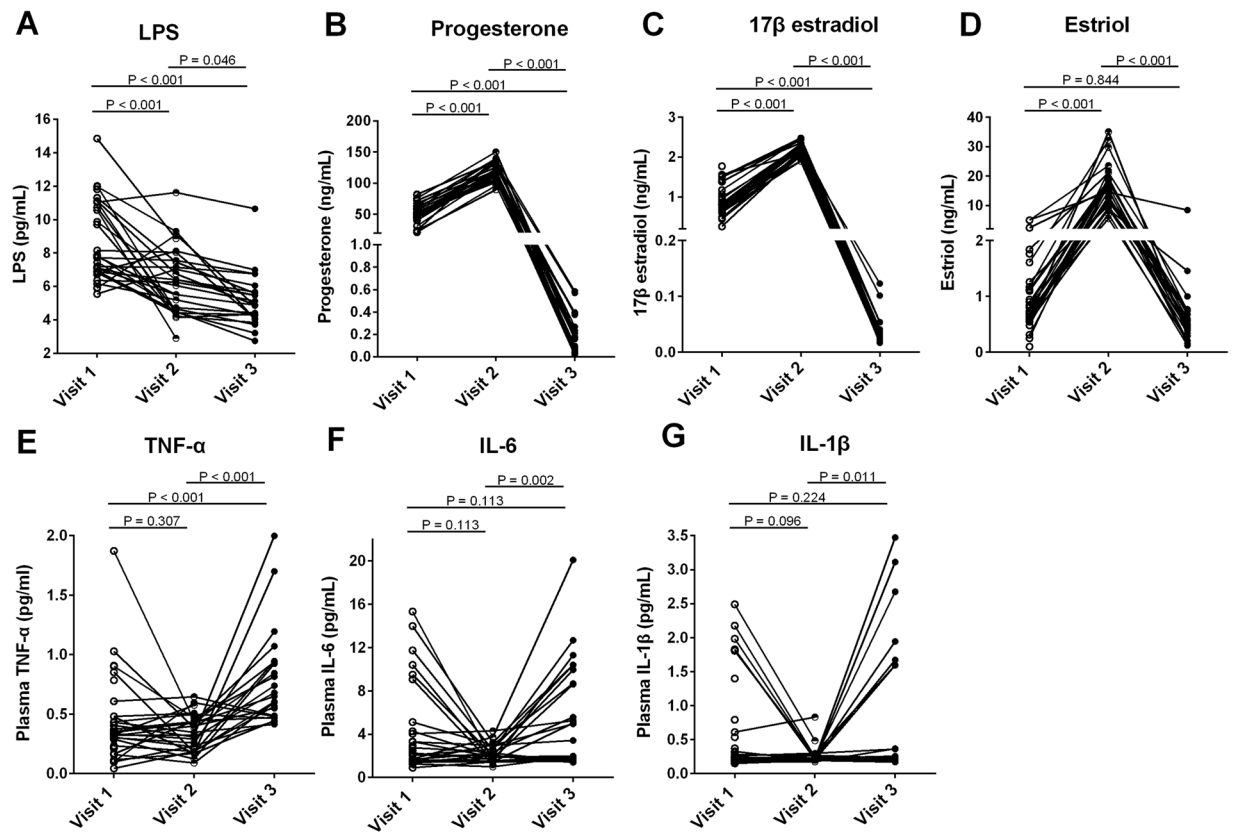 A
LPS
P = 0.046
P < 0.001
P < 0.001
16
14
12
10
8
6
4
2
LPS (pg/mL)
Visit 1
Visit 2
Visit 3
B
Progesterone
P < 0.001
P < 0.001
P < 0.001
200
150
100
50
1.0
0.8
0.6
0.4
0.2
0.0
Progesterone (ng/mL)
Visit 1
Visit 2
Visit 3
C
17β estradiol
P < 0.001
P < 0.001
P < 0.001
3
2
1
0.2
0.1
0.0
17β estradiol (ng/mL)
Visit 1
Visit 2
Visit 3
D
Estriol
P < 0.001
P = 0.844
P < 0.001
40
30
20
10
2
1
0
Estriol (ng/mL)
Visit 1
Visit 2
Visit 3
E
TNF-α
P < 0.001
P < 0.001
P = 0.307
2.0
1.5
1.0
0.5
0.0
Plasma TNF-α (pg/ml)
Visit 1
Visit 2
Visit 3
F
IL-6
P = 0.002
P = 0.113
P = 0.113
20
16
12
8
4
0
Plasma IL-6 (pg/mL)
Visit 1
Visit 2
Visit 3
G
IL-1β
P = 0.011
P = 0.224
P = 0.096
3.5
3.0
2.5
2.0
1.5
1.0
0.5
0.0
Plasma IL-1β (pg/mL)
Visit 1
Visit 2
Visit 3